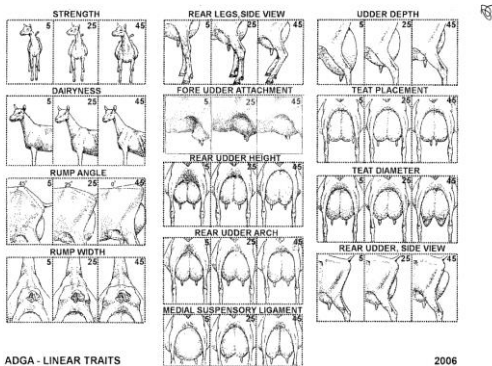 STRENGTH
5 25 45
DAIRYNESS
5 25 45
RUMP ANGLE
5 25 45
RUMP WIDTH
5 25 45
REAR LEGS, SIDE VIEW
5 25 45
FORE UDDER ATTACHMENT
5 25 45
REAR UDDER HEIGHT
5 25 45
REAR UDDER ARCH
5 25 45
MEDIAL SUSPENSORY LIGAMENT
5 25 45
UDDER DEPTH
5 25 45
TEAT PLACEMENT
5 25 45
TEAT DIAMETER
5 25 45
REAR UDDER, SIDE VIEW
5 25 45
ADGA - LINEAR TRAITS
2006